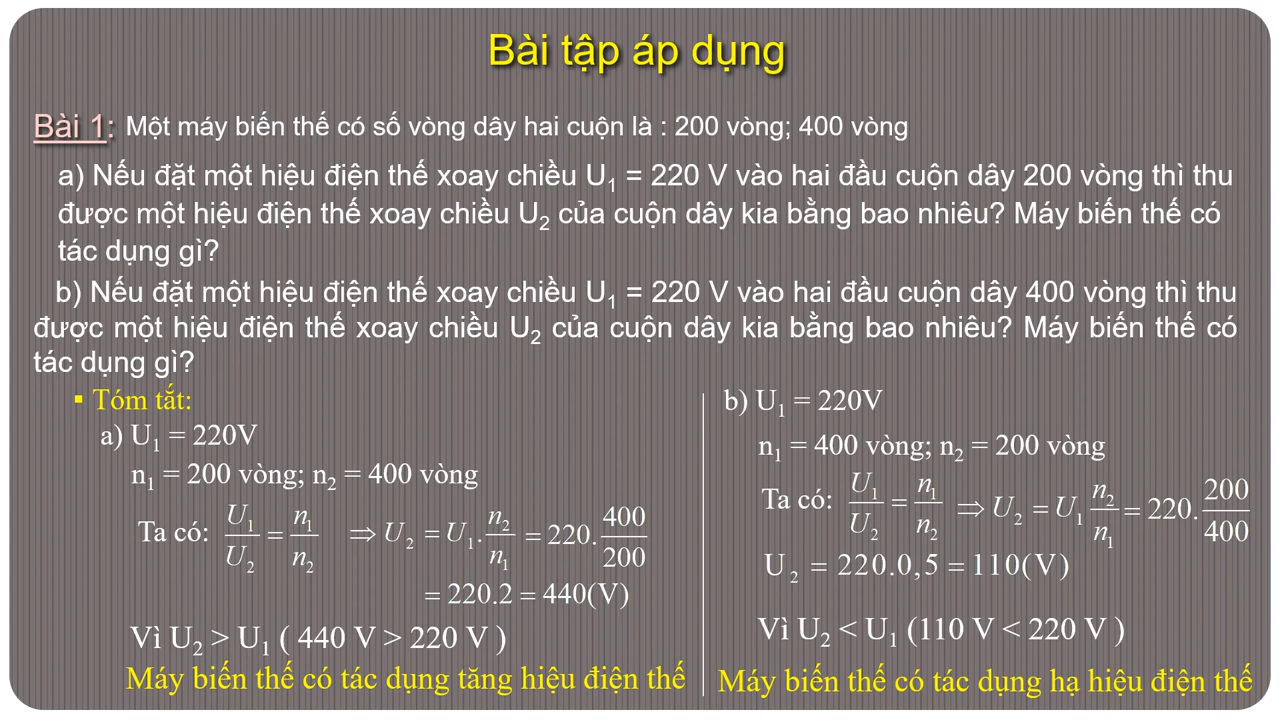 Bài tập áp dụng
Bài 1: Một máy biến thế có số vòng dây hai cuộn là : 200 vòng; 400 vòng
a) Nếu đặt một hiệu điện thế xoay chiều U₁ = 220 V vào hai đầu cuộn dây 200 vòng thì thu
được một hiệu điện thế xoay chiều U₂ của cuộn dây kia bằng bao nhiêu? Máy biến thế có
tác dụng gì?
b) Nếu đặt một hiệu điện thế xoay chiều U₁ = 220 V vào hai đầu cuộn dây 400 vòng thì thu
được một hiệu điện thế xoay chiều U₂ của cuộn dây kia bằng bao nhiêu? Máy biến thế có
tác dụng gì?
▪ Tóm tắt:
a) U₁ = 220V
n₁ = 200 vòng; n₂ = 400 vòng
Ta có: U₁/U₂ = n₁/n₂ ⇒ U₂ = U₁.n₂/n₁ = 220.400/200
= 220.2 = 440(V)
Vì U₂ > U₁ ( 440 V > 220 V )
Máy biến thế có tác dụng tăng hiệu điện thế
b) U₁ = 220V
n₁ = 400 vòng; n₂ = 200 vòng
Ta có: U₁/U₂ = n₁/n₂ ⇒ U₂ = U₁ n₂/n₁ = 220.200/400
U₂ = 220.0,5 = 110(V)
Vì U₂ < U₁ (110 V < 220 V )
Máy biến thế có tác dụng hạ hiệu điện thế